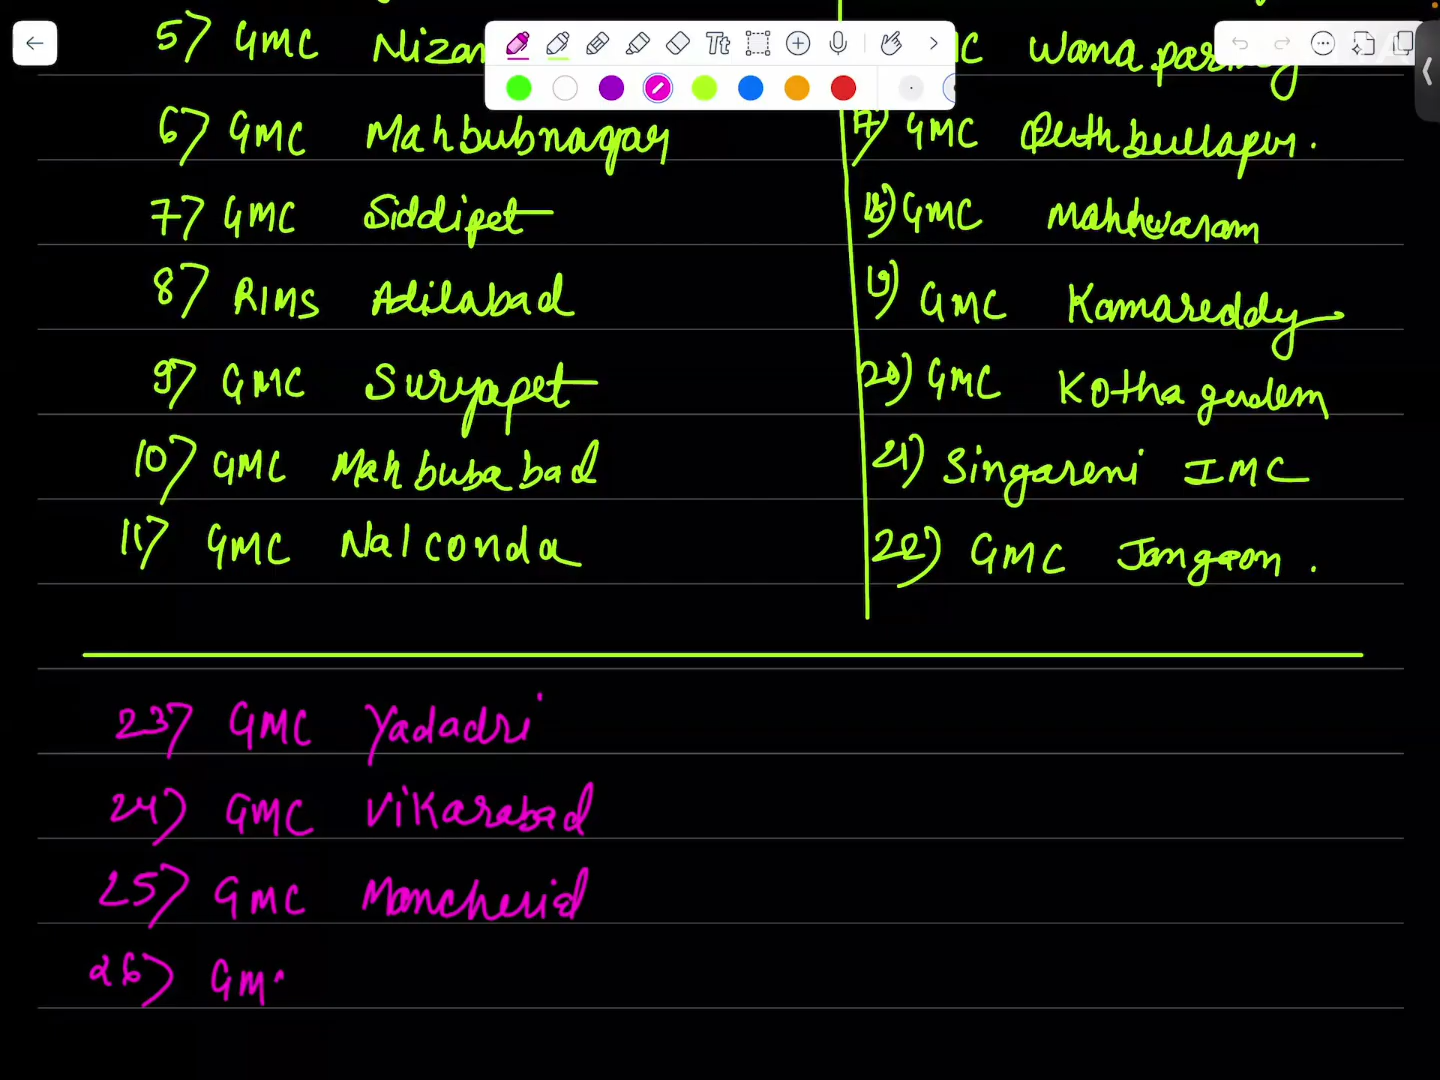 5) GMC Nizam
6) GMC Mahbubnagar
7) GMC Siddipet
8) RIMS Adilabad
9) GMC Suryapet
10) GMC Mahbubabad
11) GMC Nalconda
Wanaparthy
17) GMC Quthbullapur.
18) GMC Mahhwaram
19) GMC Kamareddy
20) GMC Kothagudem
21) Singareni IMC
22) GMC Jangaon.
23) GMC Yadadri
24) GMC Vikarabad
25) GMC Mancherial
26) GM
Tt